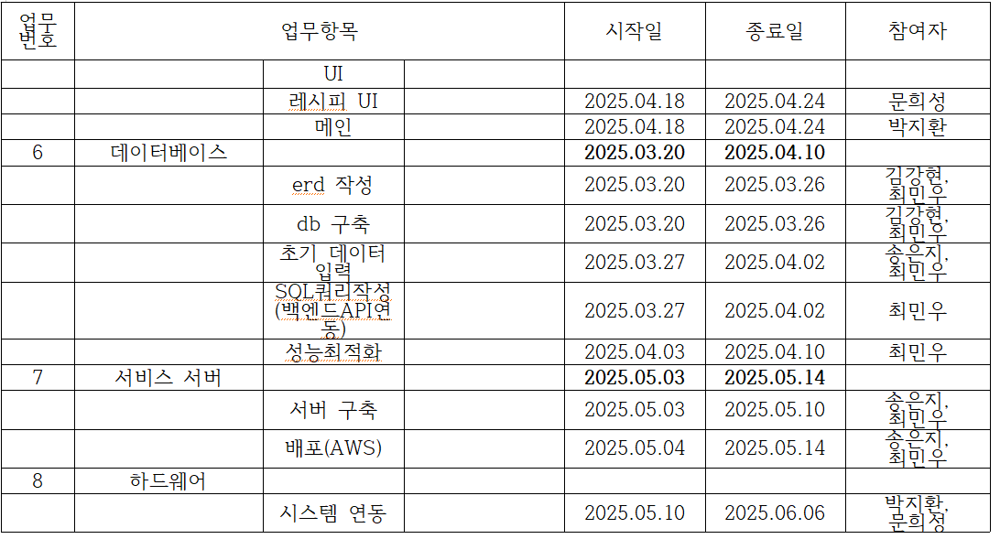 업무
번호
업무항목 시작일 종료일 참여자
UI
레시피 UI 2025.04.18 2025.04.24 문희성
메인 2025.04.18 2025.04.24 박지환
6 데이터베이스 2025.03.20 2025.04.10
erd 작성 2025.03.20 2025.03.26 김강현,
최민우
db 구축 2025.03.20 2025.03.26 김강현,
최민우
초기 데이터
입력 2025.03.27 2025.04.02 송은지,
최민우
SQL쿼리작성
(백엔드API연
동) 2025.03.27 2025.04.02 최민우
성능최적화 2025.04.03 2025.04.10 최민우
7 서비스 서버 2025.05.03 2025.05.14
서버 구축 2025.05.03 2025.05.10 송은지,
최민우
배포(AWS) 2025.05.04 2025.05.14 송은지,
최민우
8 하드웨어
시스템 연동 2025.05.10 2025.06.06 박지환,
문희성